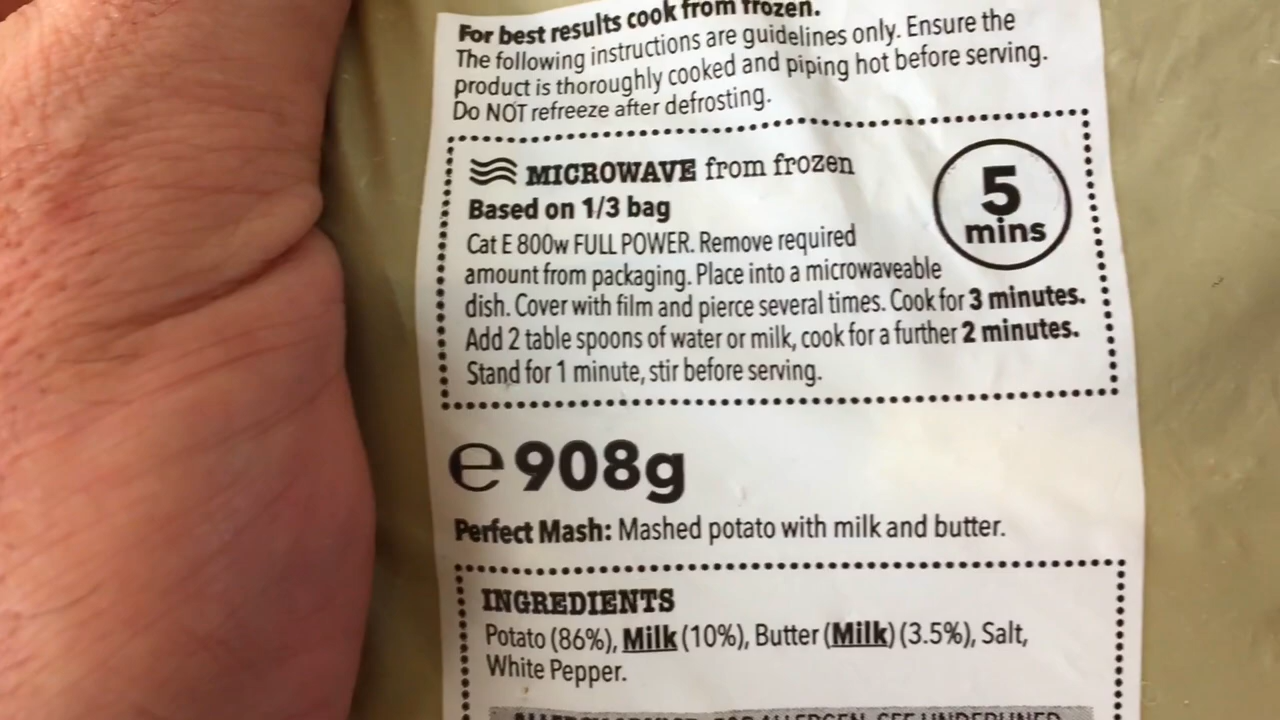 For best results cook from frozen.
The following instructions are guidelines only. Ensure the
product is thoroughly cooked and piping hot before serving.
Do NOT refreeze after defrosting.
MICROWAVE from frozen
5
mins
Based on 1/3 bag
Cat E 800w FULL POWER. Remove required
amount from packaging. Place into a microwaveable
dish. Cover with film and pierce several times. Cook for 3 minutes.
Add 2 table spoons of water or milk, cook for a further 2 minutes.
Stand for 1 minute, stir before serving.
℮908g
Perfect Mash: Mashed potato with milk and butter.
INGREDIENTS
Potato (86%), Milk (10%), Butter (Milk) (3.5%), Salt,
White Pepper.